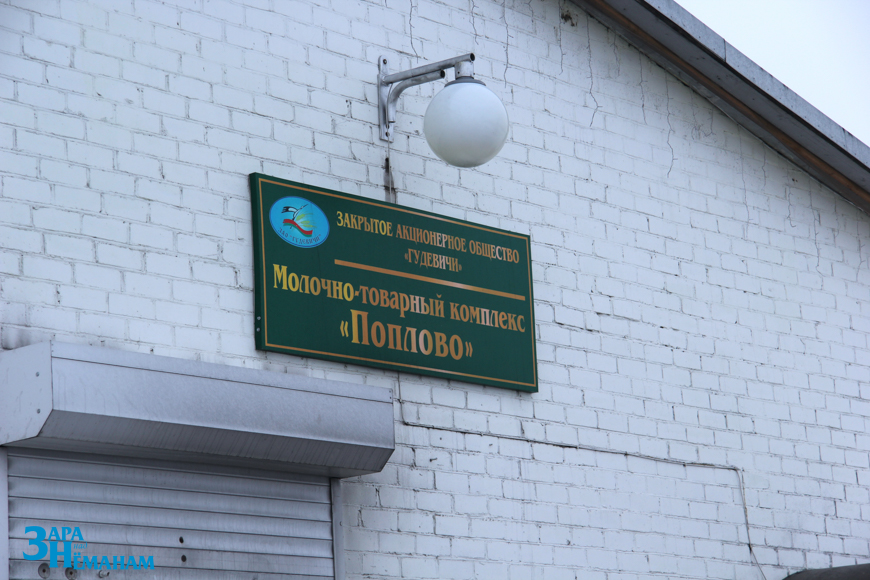 ЗАКРЫТОЕ АКЦИОНЕРНОЕ ОБЩЕСТВО
«ГУДЕВИЧИ»
Молочно-товарный комплекс
«Поплово»
ЗАРА
НАД
НЁМАНАМ